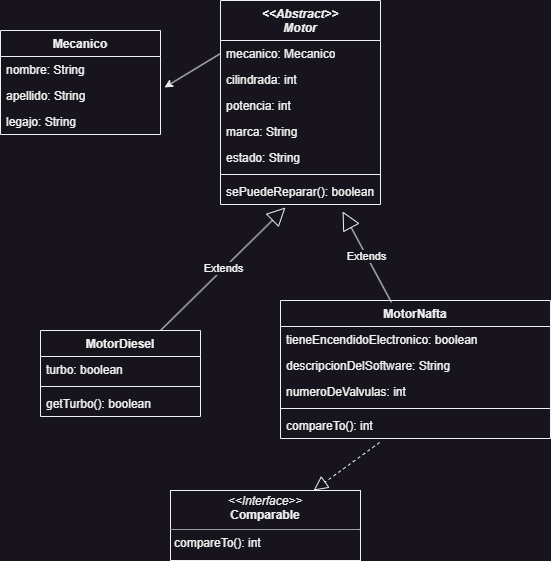 <<Abstract>>
Motor
mecanico: Mecanico
cilindrada: int
potencia: int
marca: String
estado: String
sePuedeReparar(): boolean
Mecanico
nombre: String
apellido: String
legajo: String
Extends
Extends
MotorDiesel
turbo: boolean
getTurbo(): boolean
MotorNafta
tieneEncendidoElectronico: boolean
descripcionDelSoftware: String
numeroDeValvulas: int
compareTo(): int
<<Interface>>
Comparable
compareTo(): int